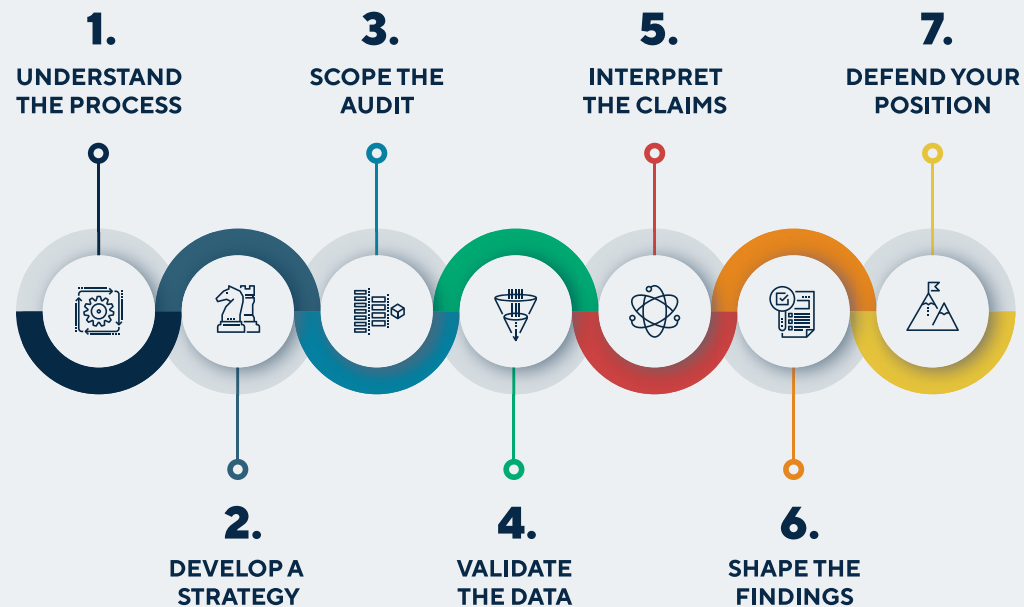 1.
UNDERSTAND
THE PROCESS
2.
DEVELOP A
STRATEGY
3.
SCOPE THE
AUDIT
4.
VALIDATE
THE DATA
5.
INTERPRET
THE CLAIMS
6.
SHAPE THE
FINDINGS
7.
DEFEND YOUR
POSITION